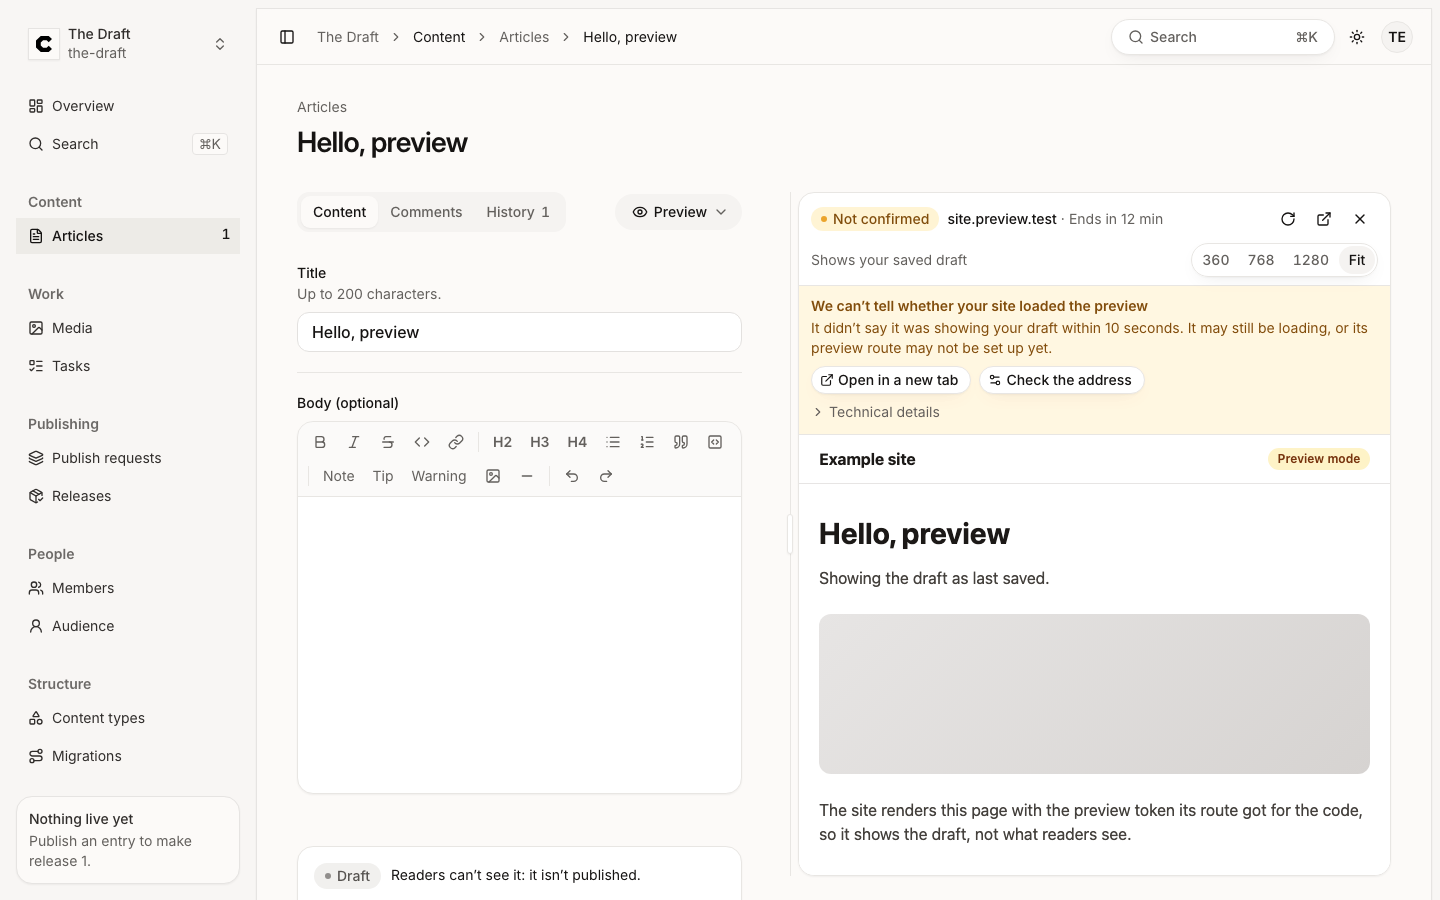 The Draft
the-draft
Overview
Search ⌘K
Content
Articles 1
Work
Media
Tasks
Publishing
Publish requests
Releases
People
Members
Audience
Structure
Content types
Migrations
Nothing live yet
Publish an entry to make
release 1.
The Draft > Content > Articles > Hello, preview
Search ⌘K
TE
Articles
Hello, preview
Content Comments History 1
Preview
Title
Up to 200 characters.
Hello, preview
Body (optional)
B I S H2 H3 H4
Note Tip Warning
Draft Readers can’t see it: it isn’t published.
Not confirmed site.preview.test · Ends in 12 min
Shows your saved draft
360 768 1280 Fit
We can’t tell whether your site loaded the preview
It didn’t say it was showing your draft within 10 seconds. It may still be loading, or its
preview route may not be set up yet.
Open in a new tab Check the address
Technical details
Example site Preview mode
Hello, preview
Showing the draft as last saved.
The site renders this page with the preview token its route got for the code,
so it shows the draft, not what readers see.